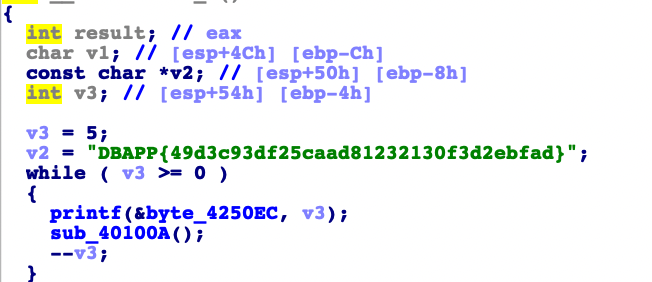 {
int result; // eax
char v1; // [esp+4Ch] [ebp-Ch]
const char *v2; // [esp+50h] [ebp-8h]
int v3; // [esp+54h] [ebp-4h]
v3 = 5;
v2 = "DBAPP{49d3c93df25caad81232130f3d2ebfad}";
while ( v3 >= 0 )
{
printf(&byte_4250EC, v3);
sub_40100A();
--v3;
}